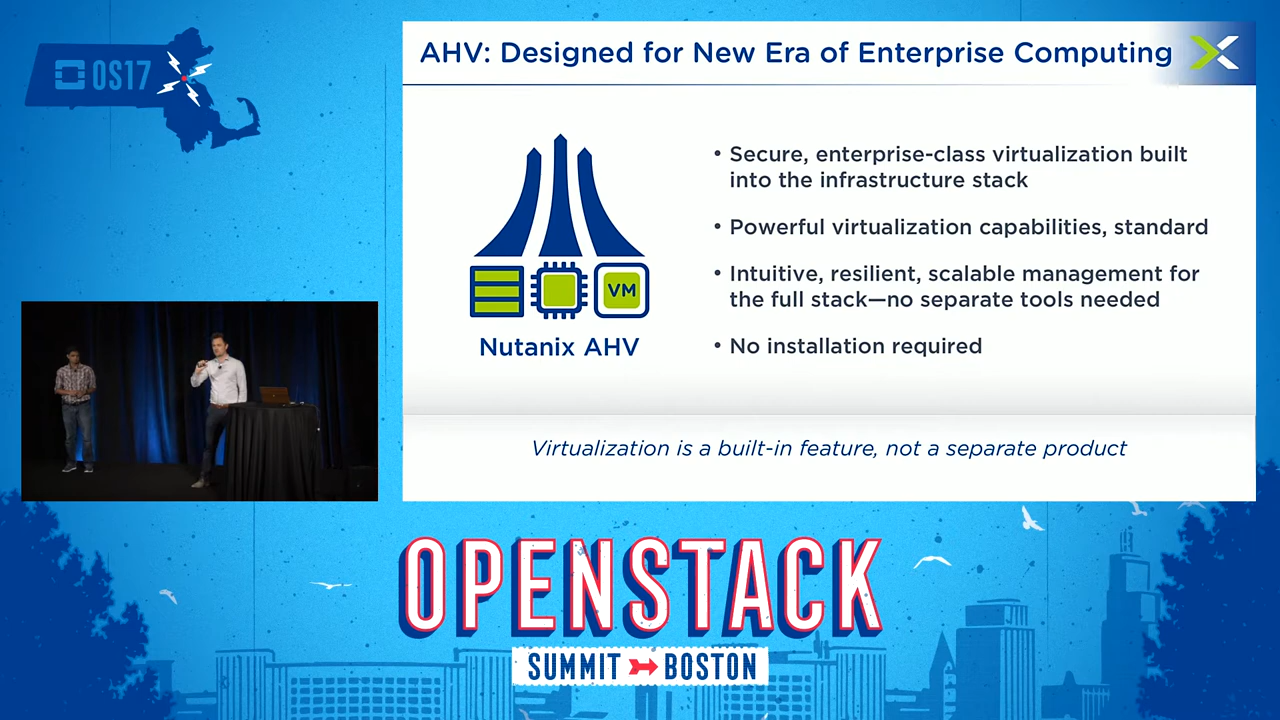 OS17
AHV: Designed for New Era of Enterprise Computing
• Secure, enterprise-class virtualization built
into the infrastructure stack
• Powerful virtualization capabilities, standard
• Intuitive, resilient, scalable management for
the full stack—no separate tools needed
• No installation required
VM
Nutanix AHV
Virtualization is a built-in feature, not a separate product
OPENSTACK
SUMMIT BOSTON